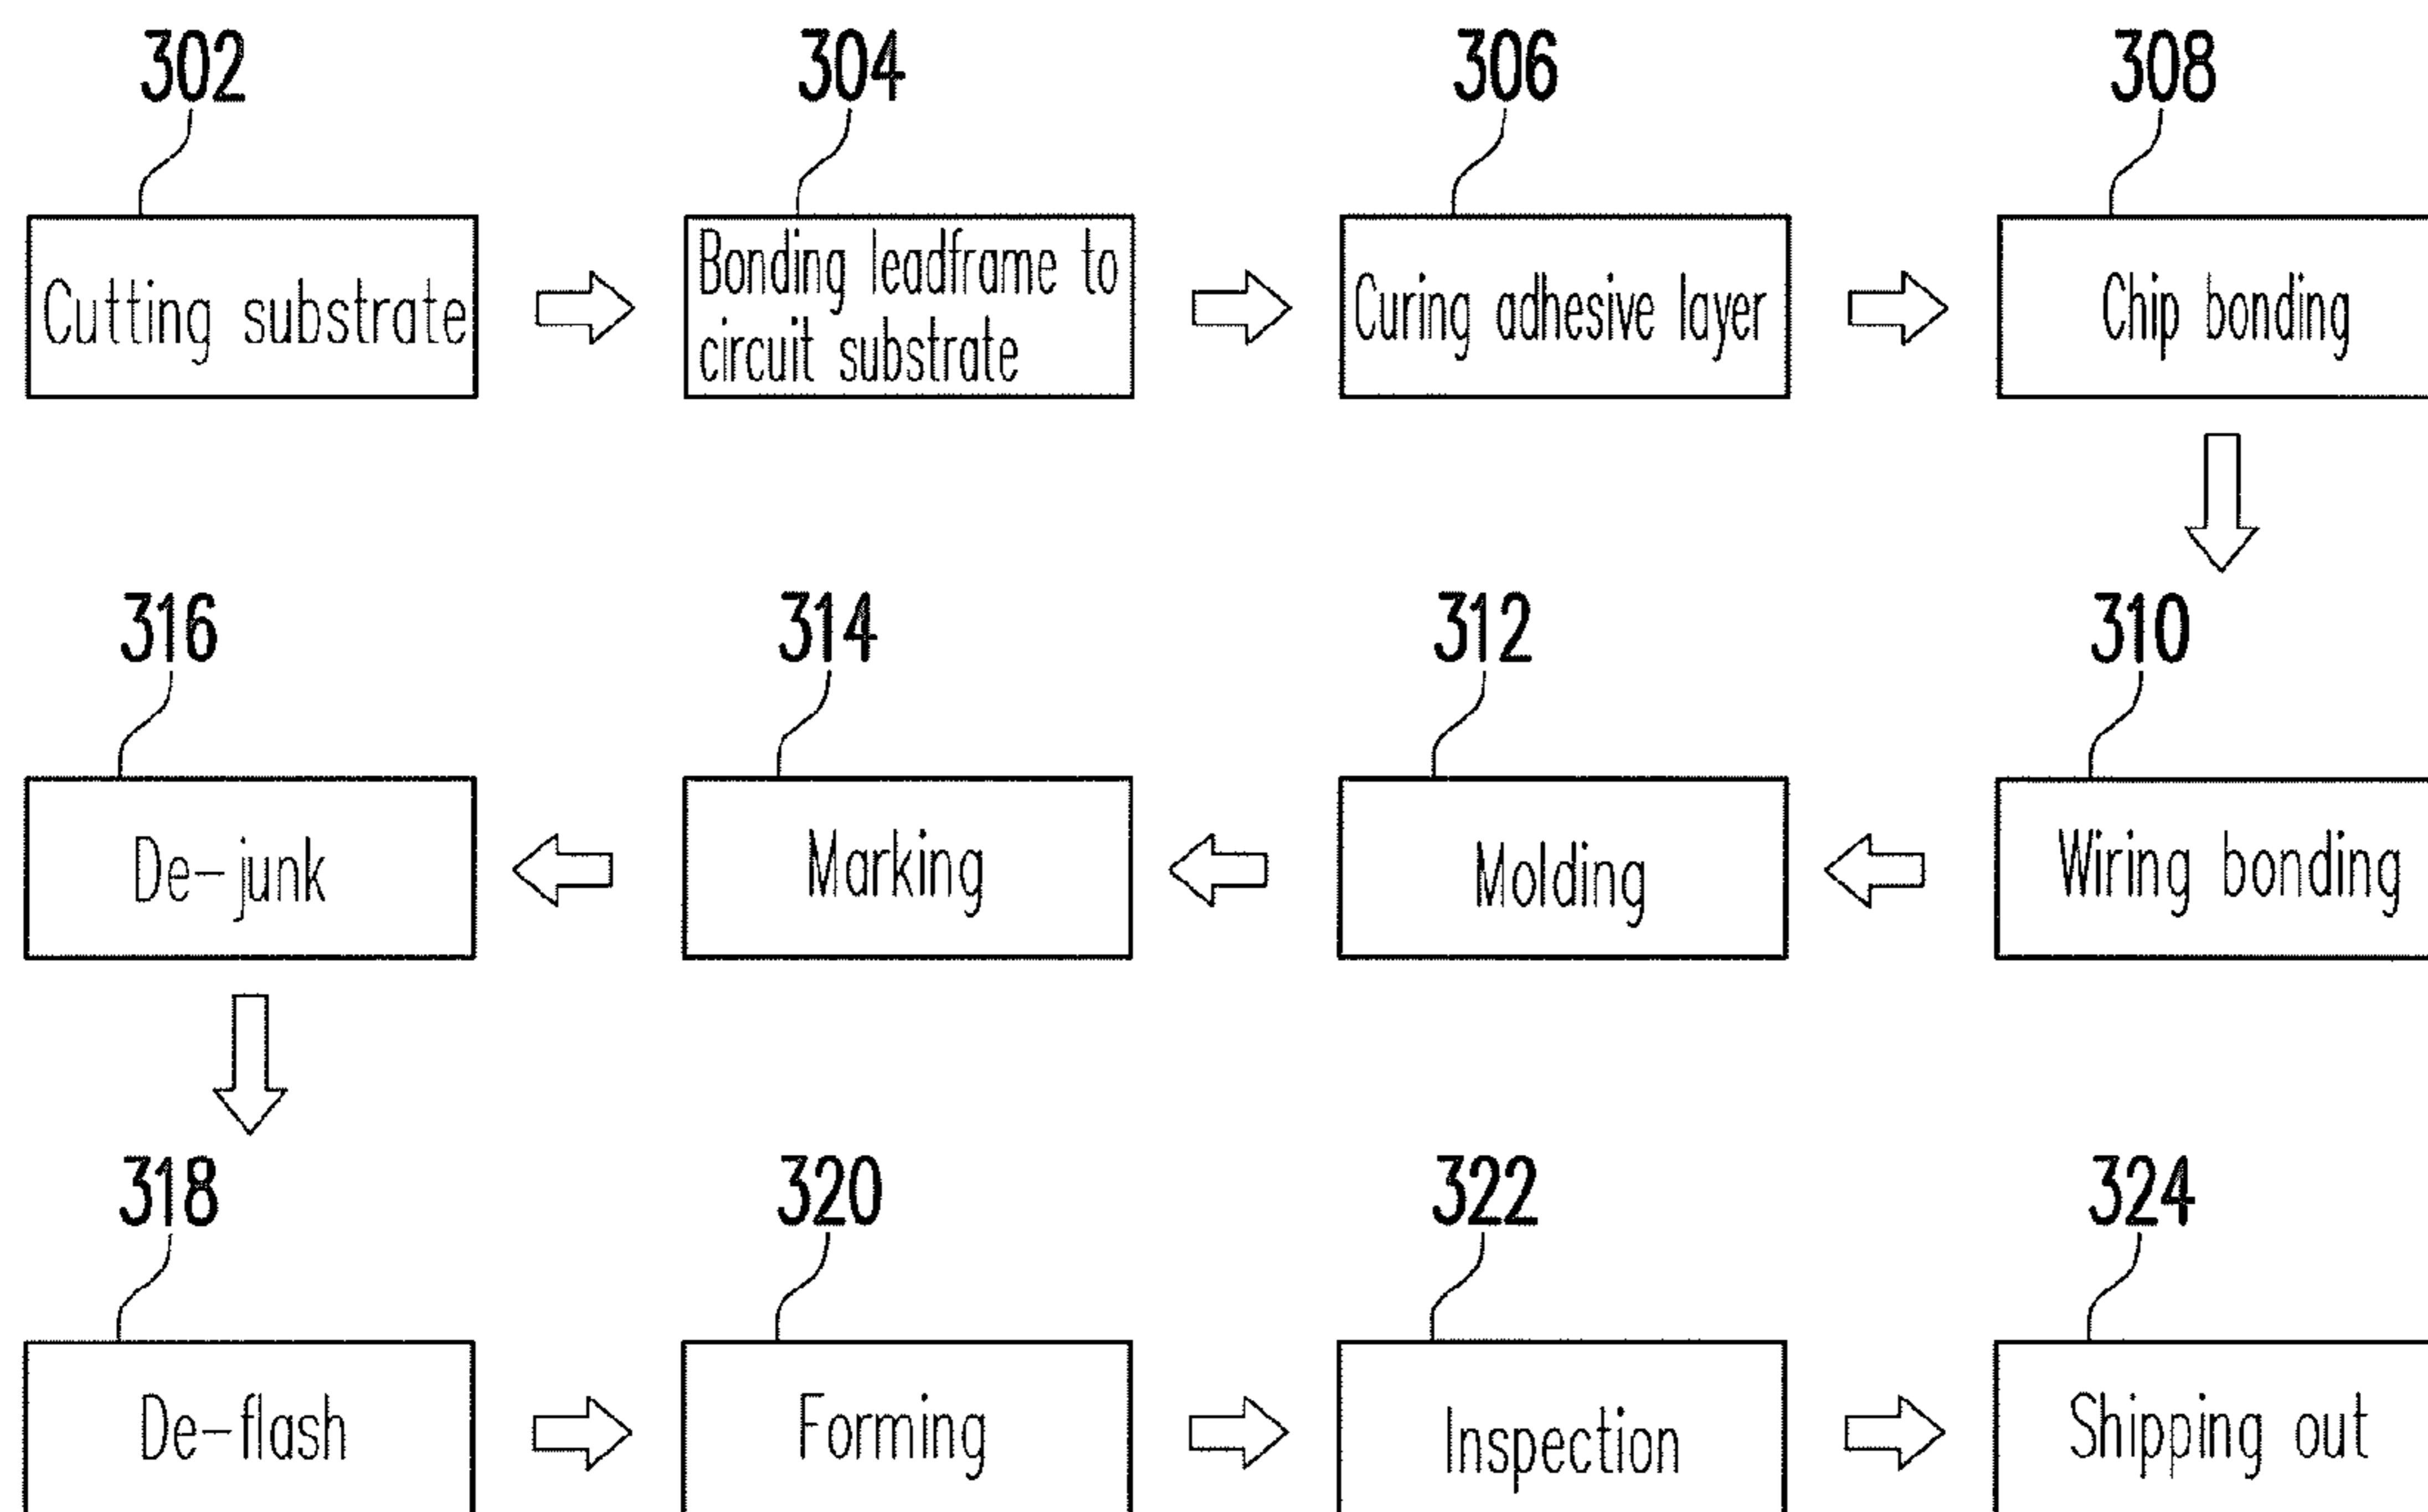 302 304 306 308
Cutting substrate
Bonding leadframe to
circuit substrate
Curing adhesive layer
Chip bonding
316 314 312 310
De-junk
Marking
Molding
Wiring bonding
318 320 322 324
De-flash
Forming
Inspection
Shipping out